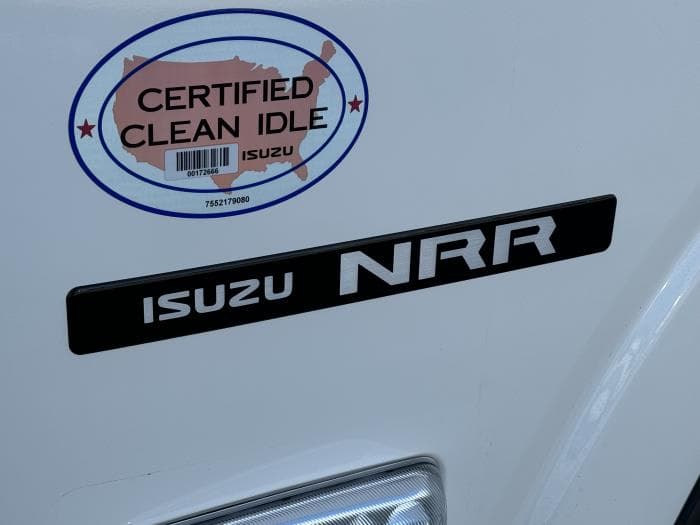 CERTIFIED
CLEAN IDLE
ISUZU
00172666
7552179080
ISUZU NRR